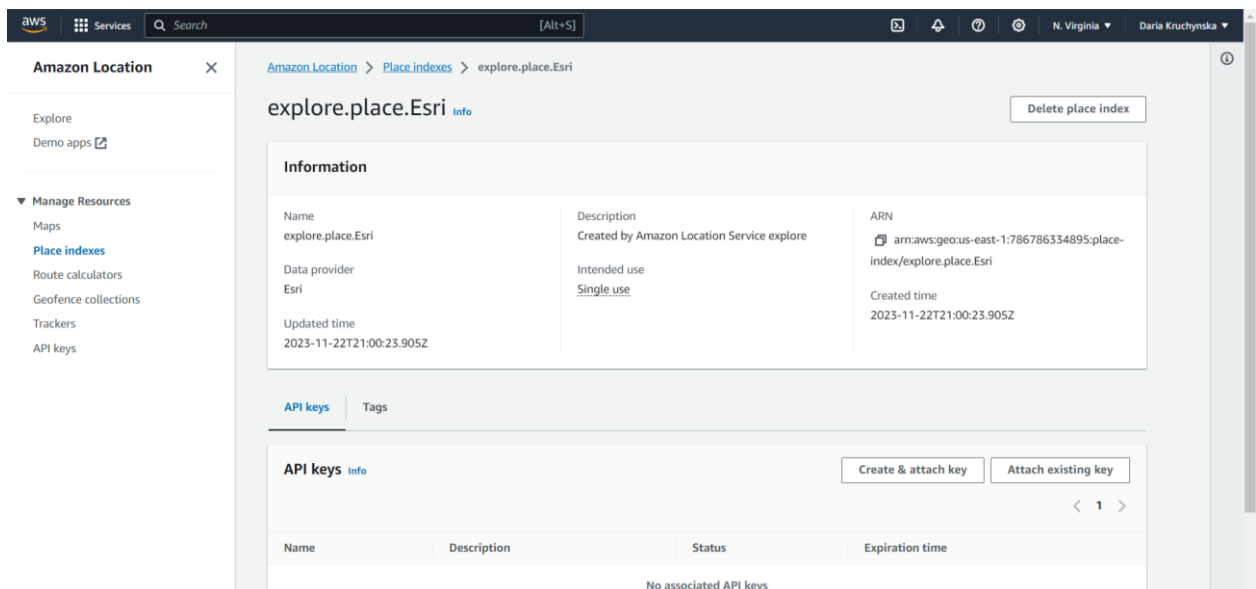 aws
Services
Search
[Alt+S]
N. Virginia
Daria Kruchynska
Amazon Location
Explore
Demo apps
Manage Resources
Maps
Place indexes
Route calculators
Geofence collections
Trackers
API keys
Amazon Location > Place indexes > explore.place.Esri
explore.place.Esri Info
Delete place index
Information
Name
explore.place.Esri
Data provider
Esri
Updated time
2023-11-22T21:00:23.905Z
Description
Created by Amazon Location Service explore
Intended use
Single use
ARN
arn:aws:geo:us-east-1:786786334895:place-
index/explore.place.Esri
Created time
2023-11-22T21:00:23.905Z
API keys
Tags
API keys Info
Create & attach key
Attach existing key
< 1 >
Name Description Status Expiration time
No associated API keys